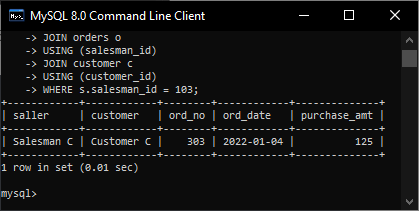 MySQL 8.0 Command Line Client
-> JOIN orders o
-> USING (salesman_id)
-> JOIN customer c
-> USING (customer_id)
-> WHERE s.salesman_id = 103;
+------------+------------+--------+------------+--------------+
| saller | customer | ord_no | ord_date | purchase_amt |
+------------+------------+--------+------------+--------------+
| Salesman C | Customer C | 303 | 2022-01-04 | 125 |
+------------+------------+--------+------------+--------------+
1 row in set (0.01 sec)
mysql>